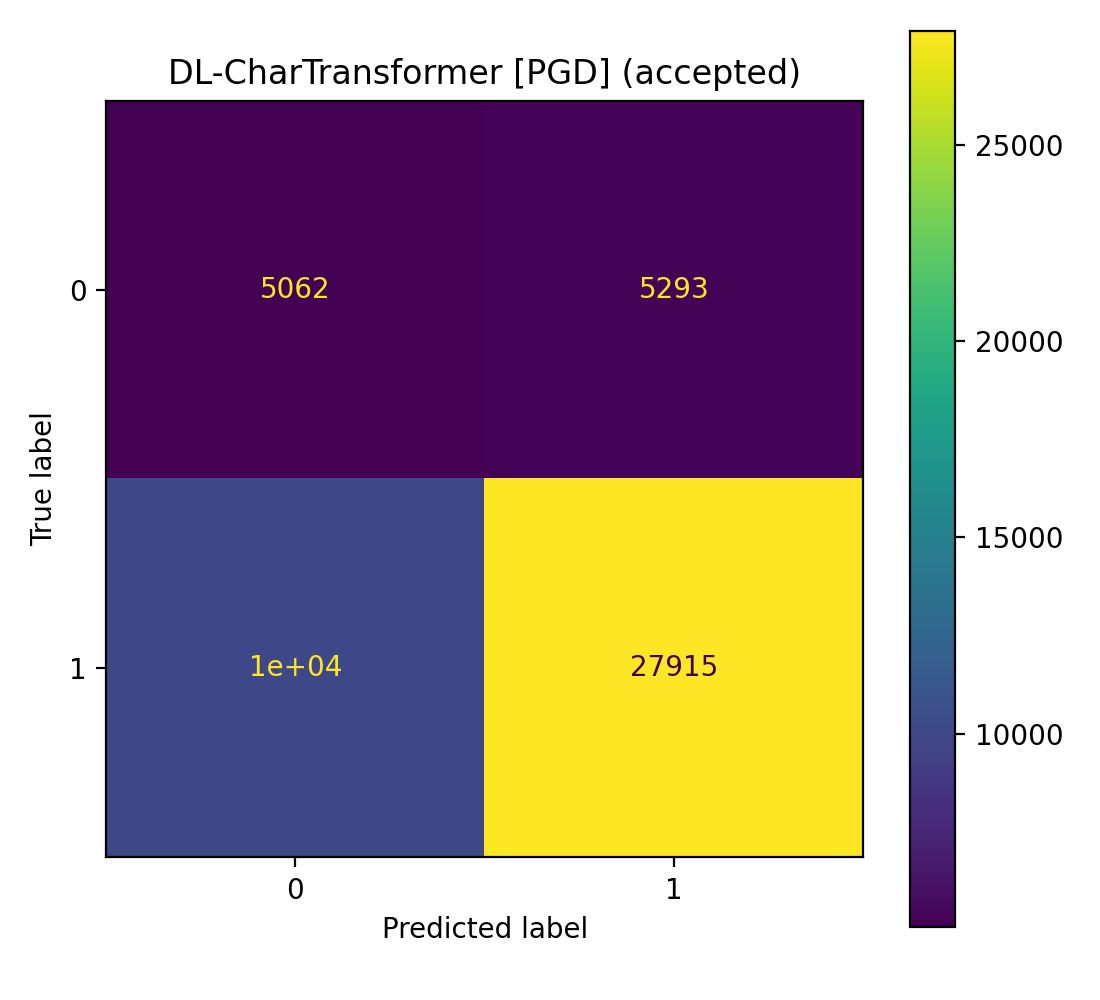 DL-CharTransformer [PGD] (accepted)
25000
20000
15000
10000
True label
0
5062
5293
1
1e+04
27915
0
1
Predicted label